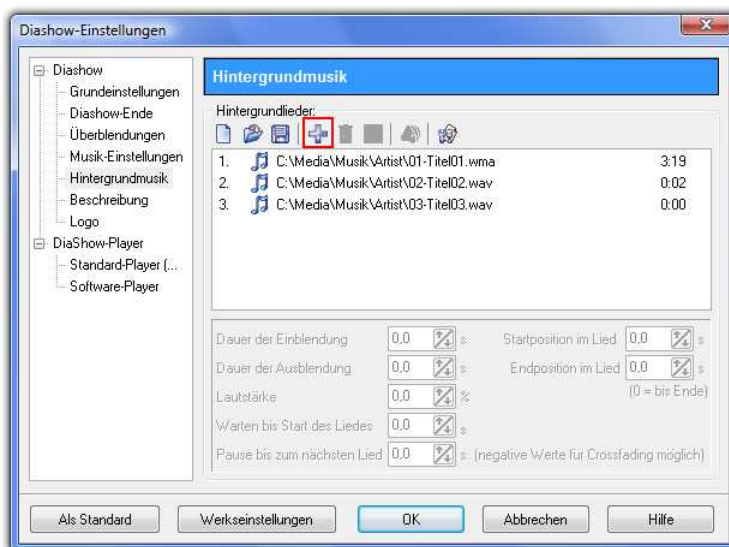 Diashow-Einstellungen
Diashow
Grundeinstellungen
Diashow-Ende
Überblendungen
Musik-Einstellungen
Hintergrundmusik
Beschreibung
Logo
DiaShow-Player
Standard-Player (...
Software-Player
Hintergrundmusik
Hintergrundlieder:
1. C:\Media\Musik\Artist\01-Titel01.wma 3:19
2. C:\Media\Musik\Artist\02-Titel02.wav 0:02
3. C:\Media\Musik\Artist\03-Titel03.wav 0:00
Dauer der Einblendung 0,0 s Startposition im Lied 0,0 s
Dauer der Ausblendung 0,0 s Endposition im Lied 0,0 s
Lautstärke 0,0 % (0 = bis Ende)
Warten bis Start des Liedes 0,0 s
Pause bis zum nächsten Lied 0,0 s (negative Werte für Crossfading möglich)
Als Standard Werkseinstellungen OK Abbrechen Hilfe